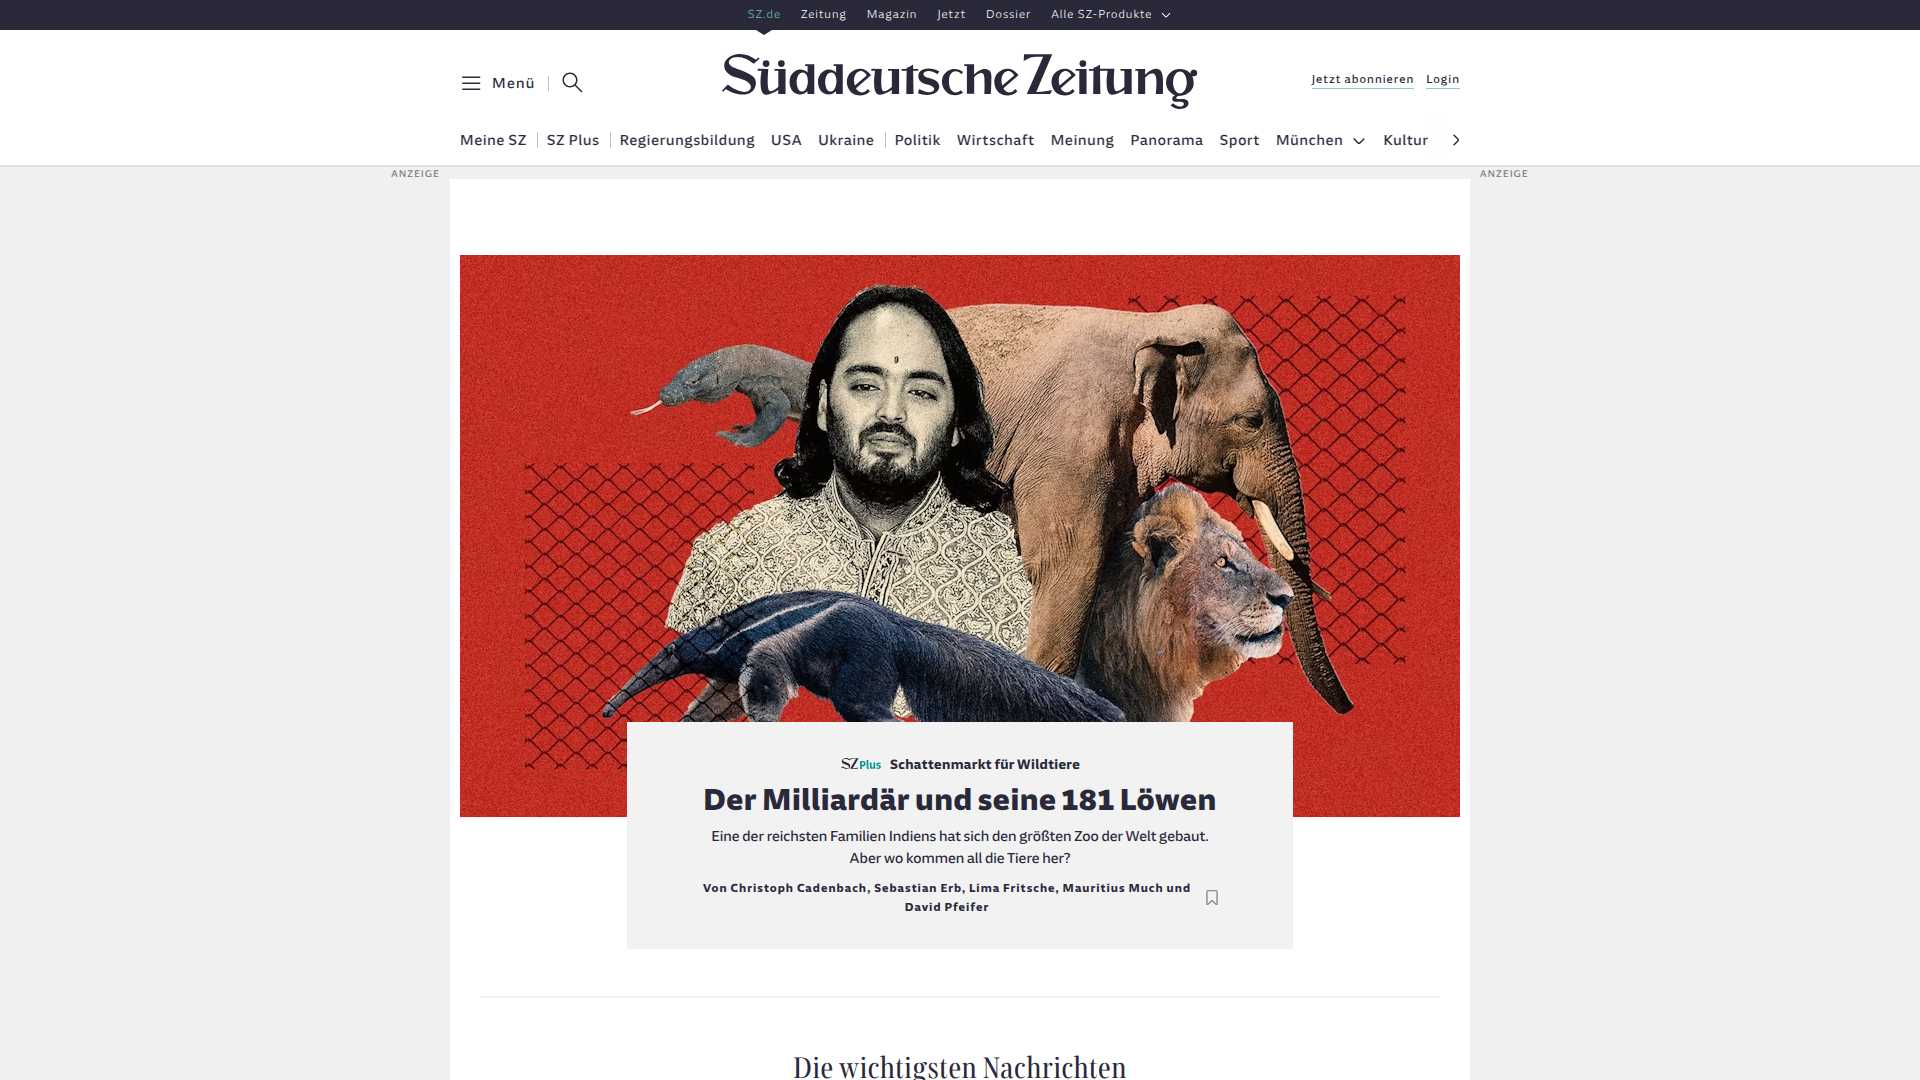 SZ.de Zeitung Magazin Jetzt Dossier Alle SZ-Produkte
Menü
Süddeutsche Zeitung
Jetzt abonnieren Login
Meine SZ SZ Plus Regierungsbildung USA Ukraine Politik Wirtschaft Meinung Panorama Sport München Kultur
ANZEIGE
ANZEIGE
SZ Plus Schattenmarkt für Wildtiere
Der Milliardär und seine 181 Löwen
Eine der reichsten Familien Indiens hat sich den größten Zoo der Welt gebaut.
Aber wo kommen all die Tiere her?
Von Christoph Cadenbach, Sebastian Erb, Lima Fritsche, Mauritius Much und
David Pfeifer
Die wichtigsten Nachrichten